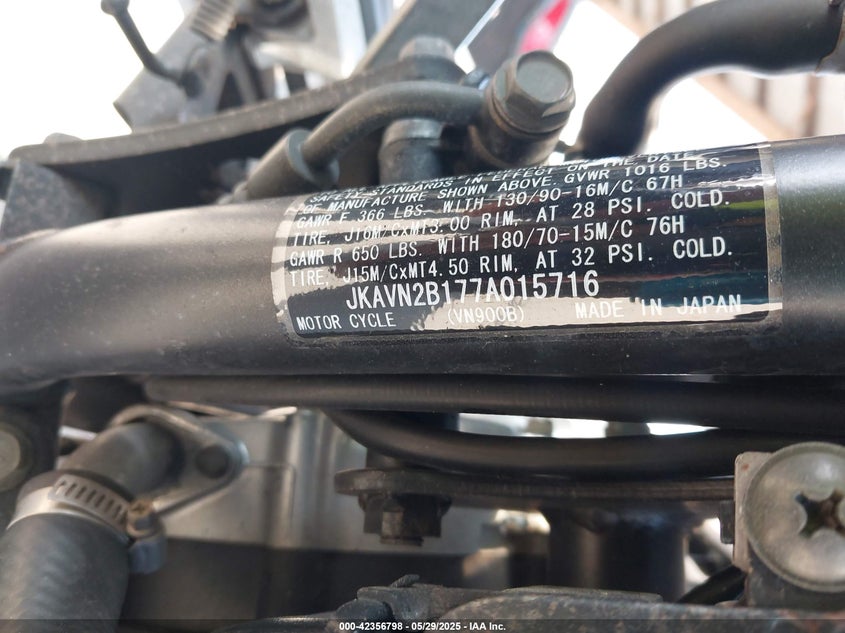 SAFETY STANDARDS IN EFFECT ON THE DATE
OF MANUFACTURE SHOWN ABOVE. GVWR 1016 LBS.
GAWR F 366 LBS. WITH 130/90-16M/C 67H
TIRE, J16M/CxMT3.00 RIM, AT 28 PSI. COLD.
GAWR R 650 LBS. WITH 180/70-15M/C 76H
TIRE, J15M/CxMT4.50 RIM, AT 32 PSI. COLD.
JKAVN2B177A015716
MOTOR CYCLE (VN900B) MADE IN JAPAN
000-42356798 - 05/29/2025 - IAA Inc.